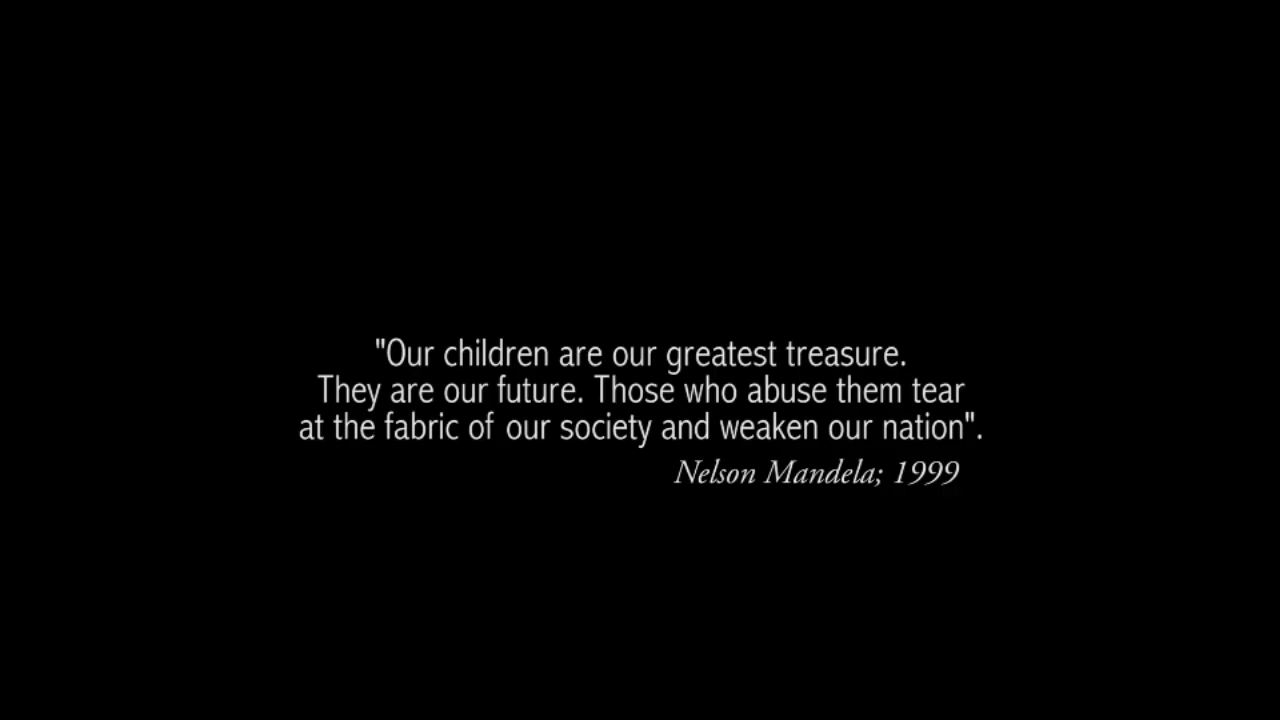 "Our children are our greatest treasure.
They are our future. Those who abuse them tear
at the fabric of our society and weaken our nation".
Nelson Mandela; 1999